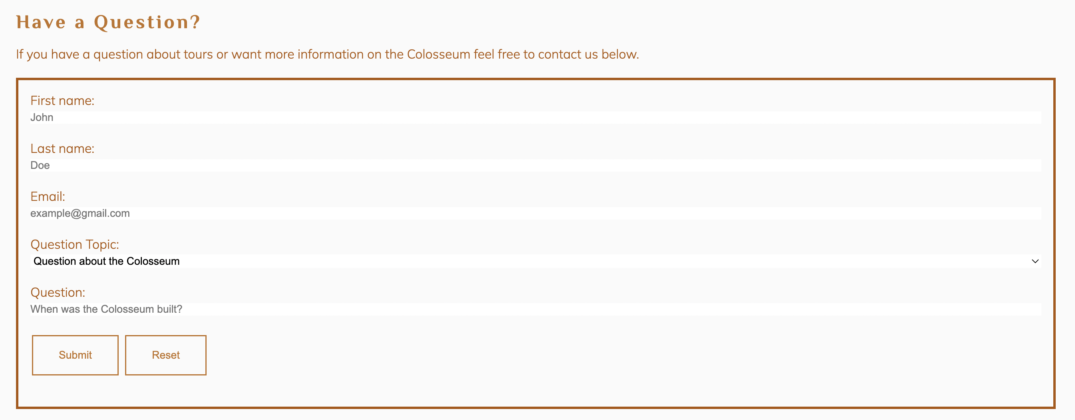 Have a Question?
If you have a question about tours or want more information on the Colosseum feel free to contact us below.
First name:
John
Last name:
Doe
Email:
example@gmail.com
Question Topic:
Question about the Colosseum
Question:
When was the Colosseum built?
Submit Reset